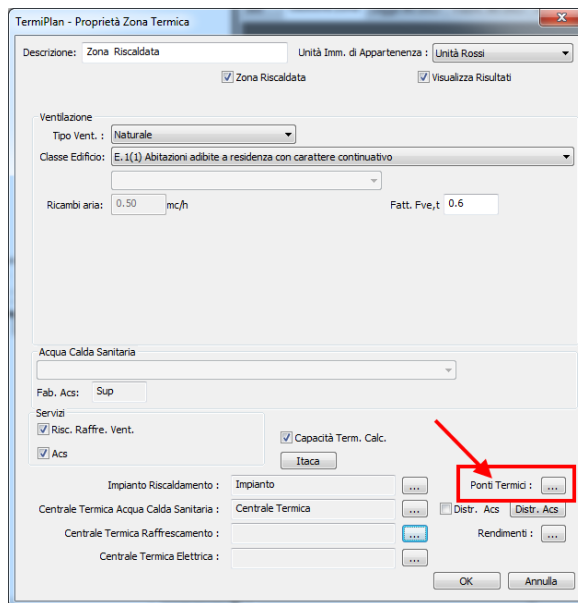 TermiPlan - Proprietà Zona Termica
Descrizione: Zona Riscaldata Unità Imm. di Appartenenza : Unità Rossi
Zona Riscaldata Visualizza Risultati
Ventilazione
Tipo Vent. : Naturale
Classe Edificio: E.1(1) Abitazioni adibite a residenza con carattere continuativo
Ricambi aria: 0.50 mc/h Fatt. Fve,t 0.6
Acqua Calda Sanitaria
Fab. Acs: Sup
Servizi
Risc. Raffre. Vent.
Capacità Term. Calc.
Acs
Itaca
Impianto Riscaldamento : Impianto ... Ponti Termici : ...
Centrale Termica Acqua Calda Sanitaria : Centrale Termica ... Distr. Acs Distr. Acs
Centrale Termica Raffrescamento : ... Rendimenti : ...
Centrale Termica Elettrica : ...
OK Annulla